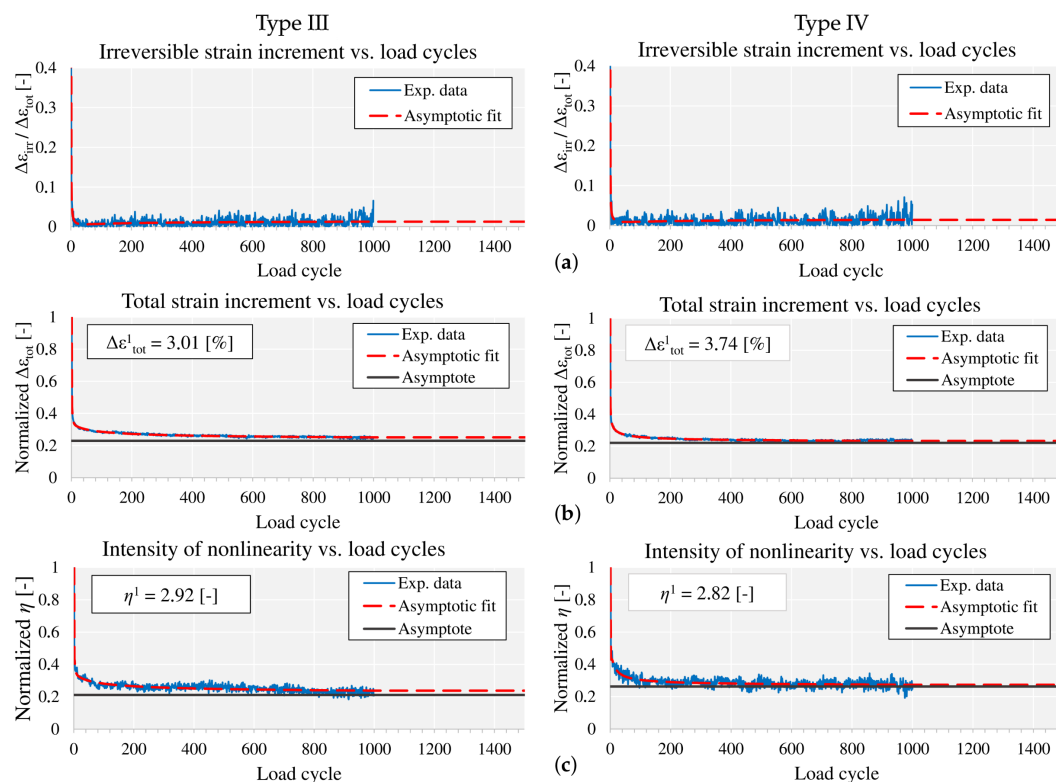 Type III
Irreversible strain increment vs. load cycles
Δε_irr / Δε_tot [-]
0.4
0.3
0.2
0.1
0
Exp. data
Asymptotic fit
0 200 400 600 800 1000 1200 1400
Load cycle
Type IV
Irreversible strain increment vs. load cycles
Δε_irr / Δε_tot [-]
0.4
0.3
0.2
0.1
0
Exp. data
Asymptotic fit
0 200 400 600 800 1000 1200 1400
Load cyclc
(a)
Total strain increment vs. load cycles
Normalized Δε_tot [-]
1
0.8
0.6
0.4
0.2
0
Δε¹_tot = 3.01 [%]
Exp. data
Asymptotic fit
Asymptote
0 200 400 600 800 1000 1200 1400
Load cycle
Total strain increment vs. load cycles
Normalized Δε_tot [-]
1
0.8
0.6
0.4
0.2
0
Δε¹_tot = 3.74 [%]
Exp. data
Asymptotic fit
Asymptote
0 200 400 600 800 1000 1200 1400
Load cycle
(b)
Intensity of nonlinearity vs. load cycles
Normalized η [-]
1
0.8
0.6
0.4
0.2
0
η¹ = 2.92 [-]
Exp. data
Asymptotic fit
Asymptote
0 200 400 600 800 1000 1200 1400
Load cycle
Intensity of nonlinearity vs. load cycles
Normalized η [-]
1
0.8
0.6
0.4
0.2
0
η¹ = 2.82 [-]
Exp. data
Asymptotic fit
Asymptote
0 200 400 600 800 1000 1200 1400
Load cycle
(c)